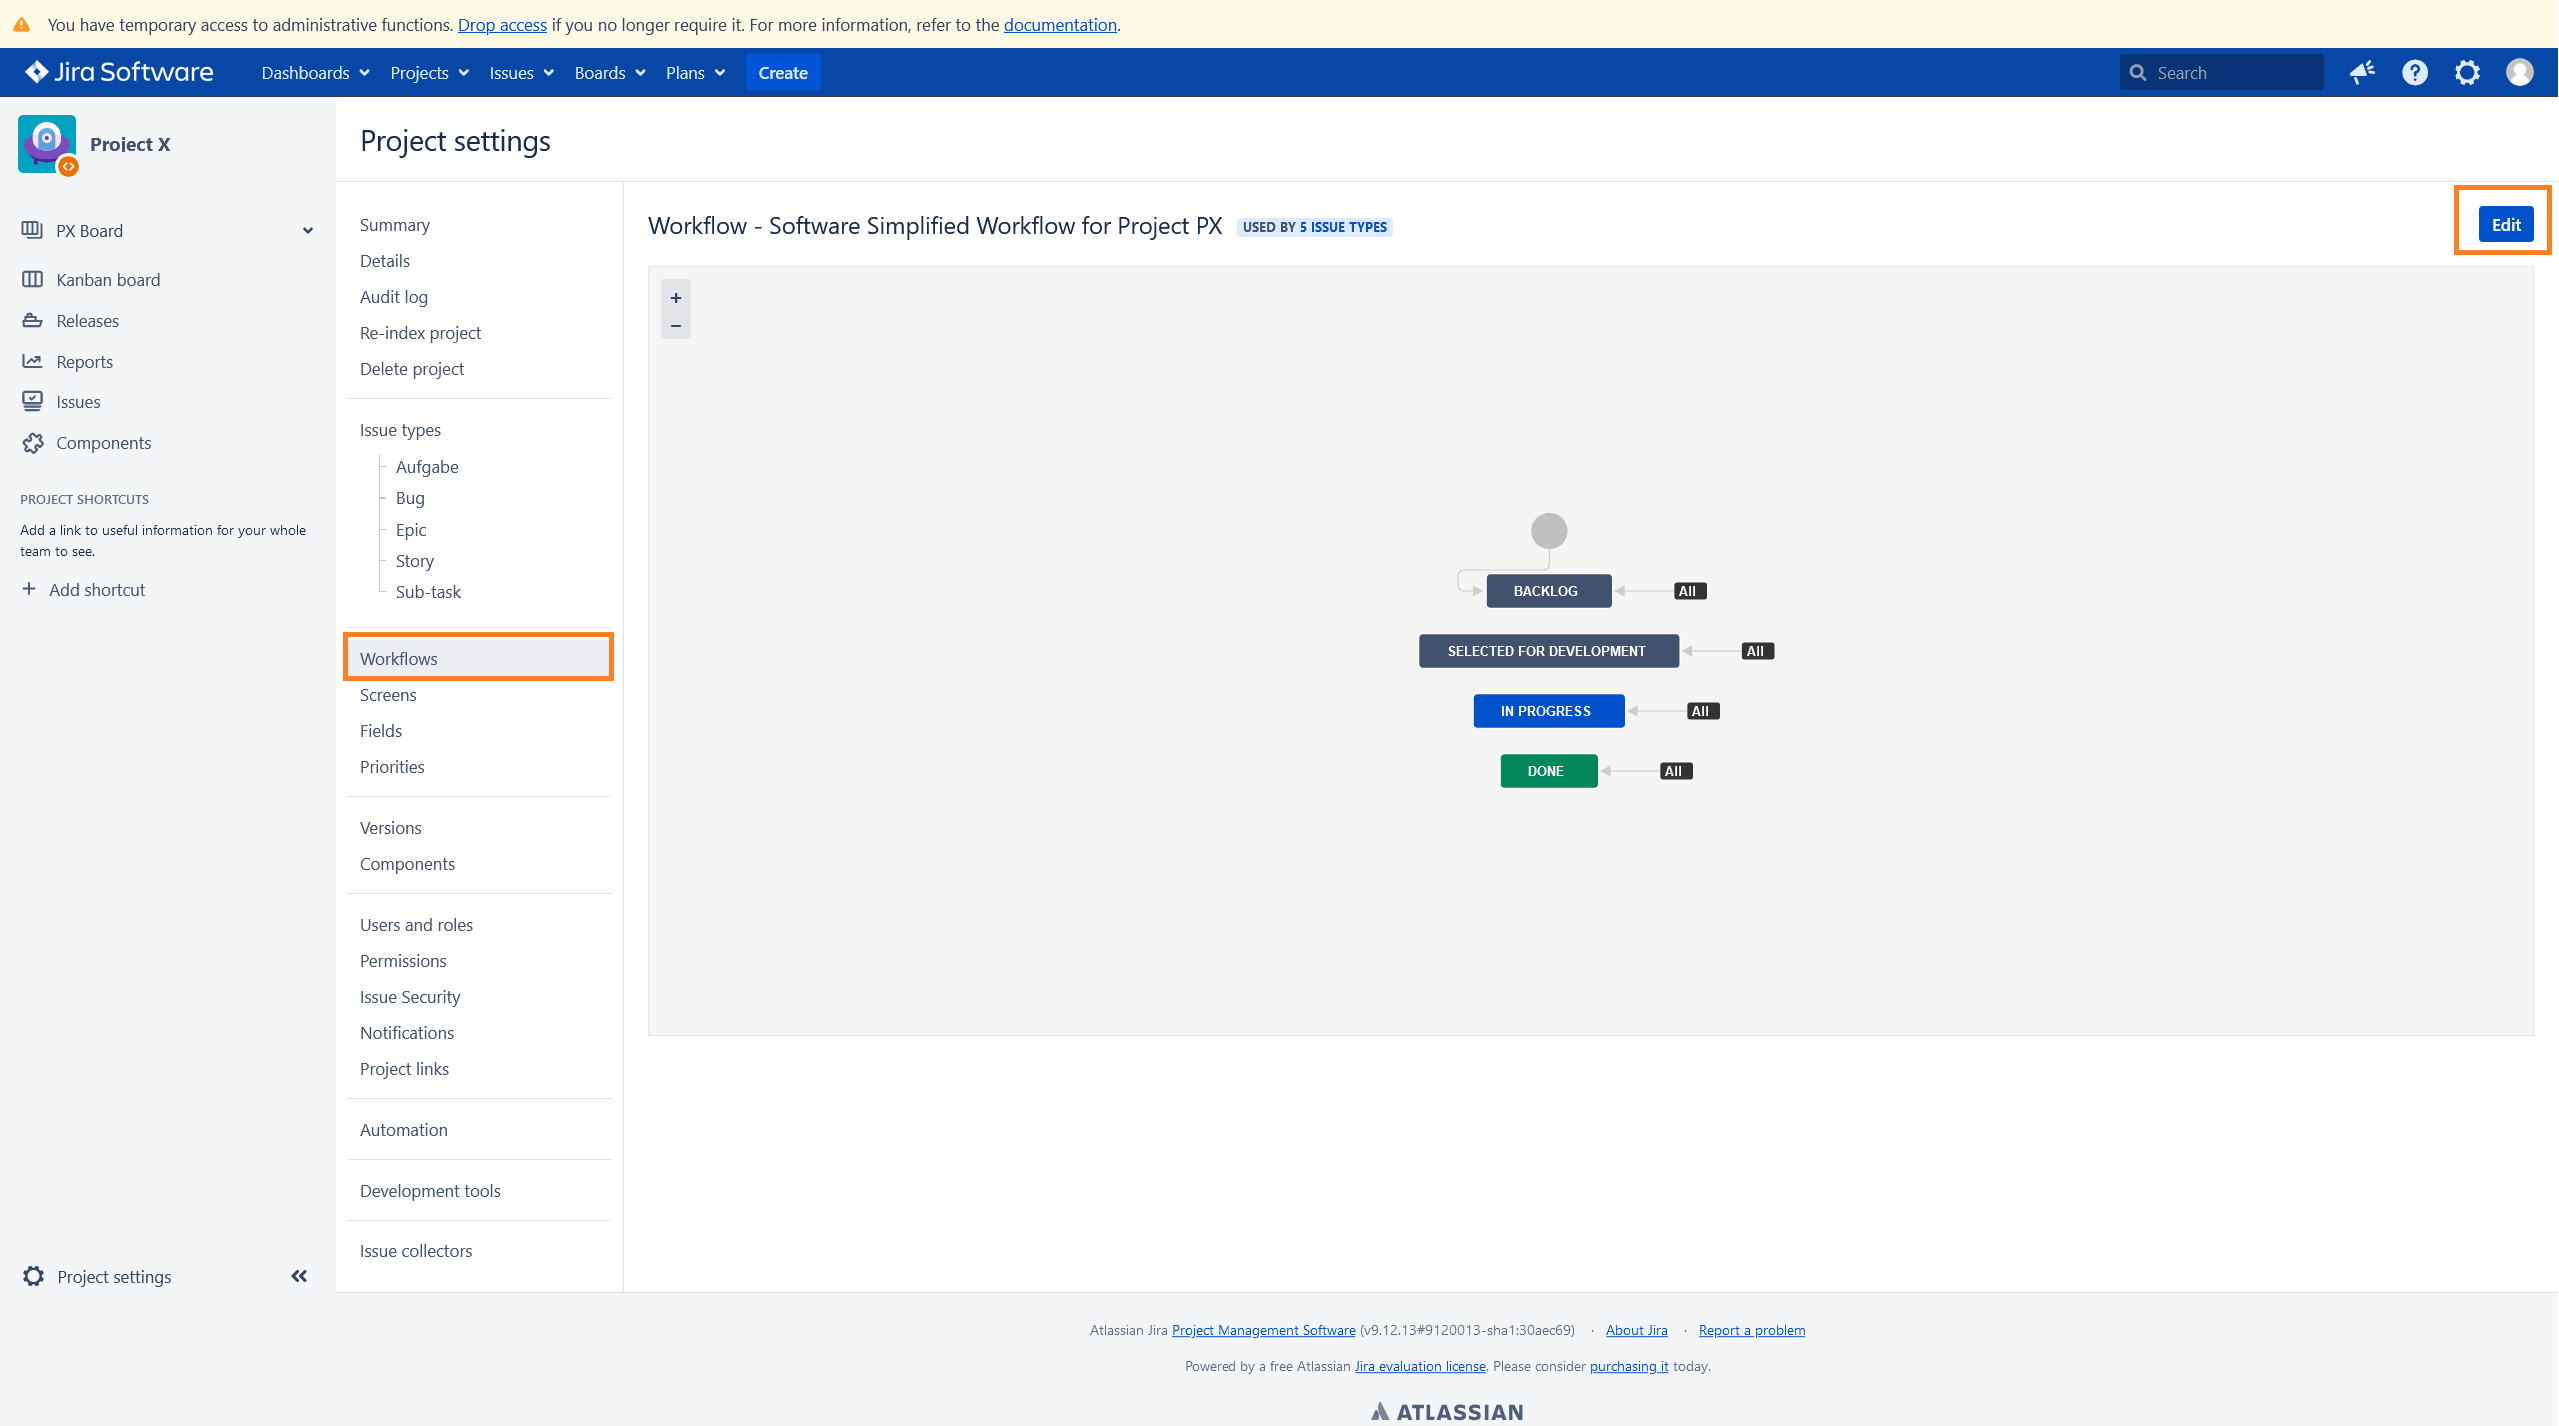 You have temporary access to administrative functions. Drop access if you no longer require it. For more information, refer to the documentation.
Jira Software
Dashboards
Projects
Issues
Boards
Plans
Create
Search
Project X
PX Board
Kanban board
Releases
Reports
Issues
Components
PROJECT SHORTCUTS
Add a link to useful information for your whole
team to see.
+ Add shortcut
Project settings
Project settings
Summary
Details
Audit log
Re-index project
Delete project
Issue types
Aufgabe
Bug
Epic
Story
Sub-task
Workflows
Screens
Fields
Priorities
Versions
Components
Users and roles
Permissions
Issue Security
Notifications
Project links
Automation
Development tools
Issue collectors
Workflow - Software Simplified Workflow for Project PX USED BY 5 ISSUE TYPES
Edit
+
−
BACKLOG All
SELECTED FOR DEVELOPMENT All
IN PROGRESS All
DONE All
Atlassian Jira Project Management Software (v9.12.13#9120013-sha1:30aec69) · About Jira · Report a problem
Powered by a free Atlassian Jira evaluation license. Please consider purchasing it today.
ATLASSIAN